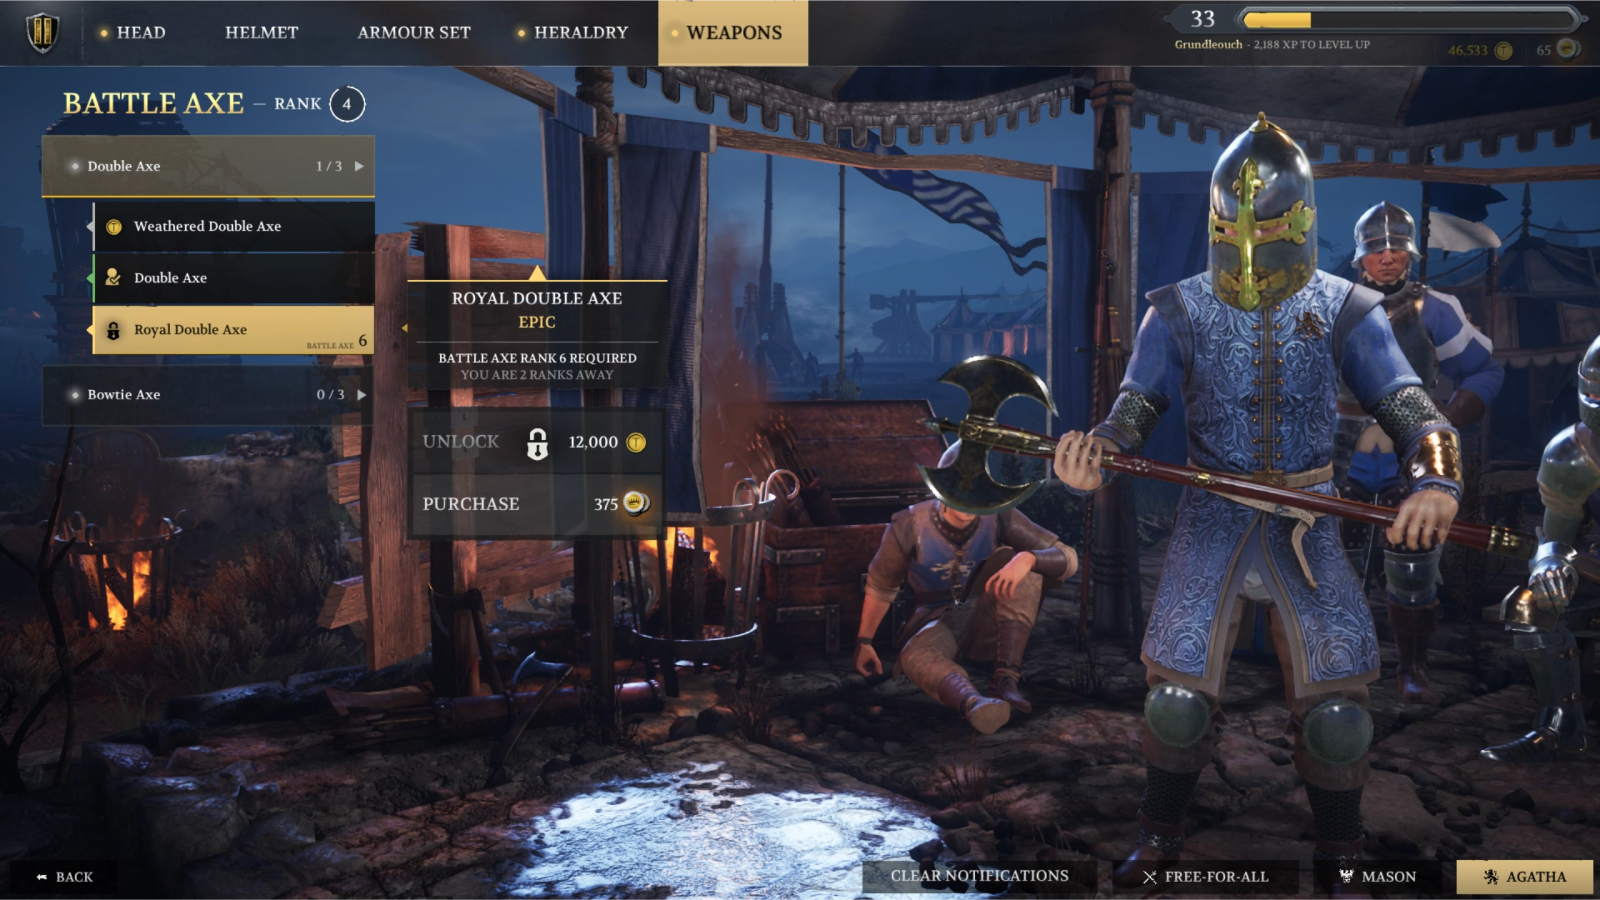 HEAD
HELMET
ARMOUR SET
HERALDRY
WEAPONS
33
Grundleouch - 2,188 XP TO LEVEL UP
46,533
65
BATTLE AXE — RANK 4
Double Axe 1 / 3
Weathered Double Axe
Double Axe
Royal Double Axe
BATTLE AXE 6
Bowtie Axe 0 / 3
ROYAL DOUBLE AXE
EPIC
BATTLE AXE RANK 6 REQUIRED
YOU ARE 2 RANKS AWAY
UNLOCK 12,000
PURCHASE 375
BACK
CLEAR NOTIFICATIONS
FREE-FOR-ALL
MASON
AGATHA